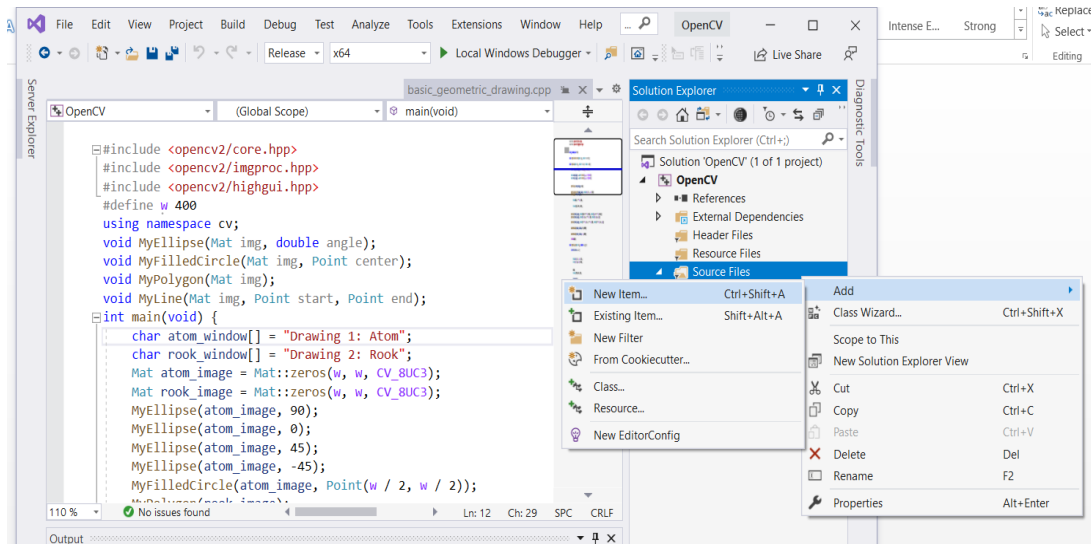 File Edit View Project Build Debug Test Analyze Tools Extensions Window Help ... OpenCV
Release x64 Local Windows Debugger Live Share
Intense E... Strong
Replace
Select
Editing
Server Explorer
basic_geometric_drawing.cpp
OpenCV (Global Scope) main(void)
#include <opencv2/core.hpp>
#include <opencv2/imgproc.hpp>
#include <opencv2/highgui.hpp>
#define w 400
using namespace cv;
void MyEllipse(Mat img, double angle);
void MyFilledCircle(Mat img, Point center);
void MyPolygon(Mat img);
void MyLine(Mat img, Point start, Point end);
int main(void) {
char atom_window[] = "Drawing 1: Atom";
char rook_window[] = "Drawing 2: Rook";
Mat atom_image = Mat::zeros(w, w, CV_8UC3);
Mat rook_image = Mat::zeros(w, w, CV_8UC3);
MyEllipse(atom_image, 90);
MyEllipse(atom_image, 0);
MyEllipse(atom_image, 45);
MyEllipse(atom_image, -45);
MyFilledCircle(atom_image, Point(w / 2, w / 2));
MyPolygon(rook_image);
110 % No issues found Ln: 12 Ch: 29 SPC CRLF
Output
Solution Explorer
Search Solution Explorer (Ctrl+;)
Solution 'OpenCV' (1 of 1 project)
OpenCV
References
External Dependencies
Header Files
Resource Files
Source Files
Diagnostic Tools
New Item... Ctrl+Shift+A
Existing Item... Shift+Alt+A
New Filter
From Cookiecutter...
Class...
Resource...
New EditorConfig
Add
Class Wizard... Ctrl+Shift+X
Scope to This
New Solution Explorer View
Cut Ctrl+X
Copy Ctrl+C
Paste Ctrl+V
Delete Del
Rename F2
Properties Alt+Enter